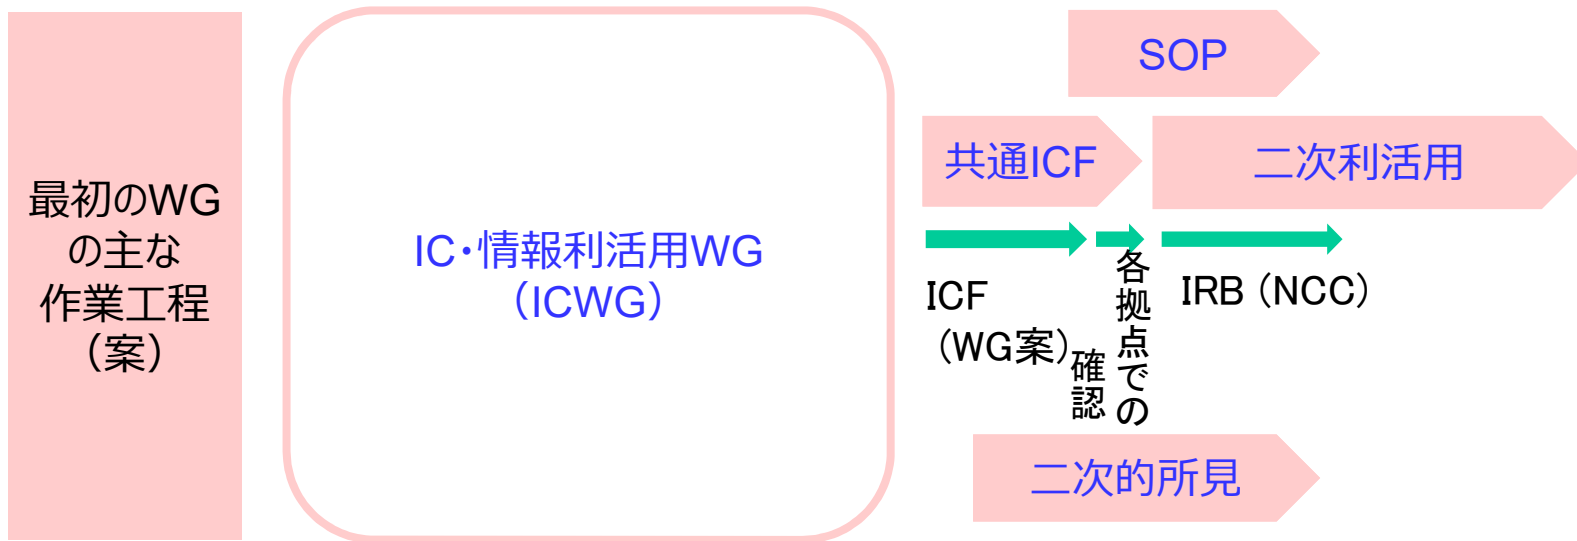 最初のWG
の主な
作業工程
（案）
IC・情報利活用WG
（ICWG）
SOP
共通ICF
二次利活用
ICF
（WG案）
各拠点での
確認
IRB（NCC）
二次的所見